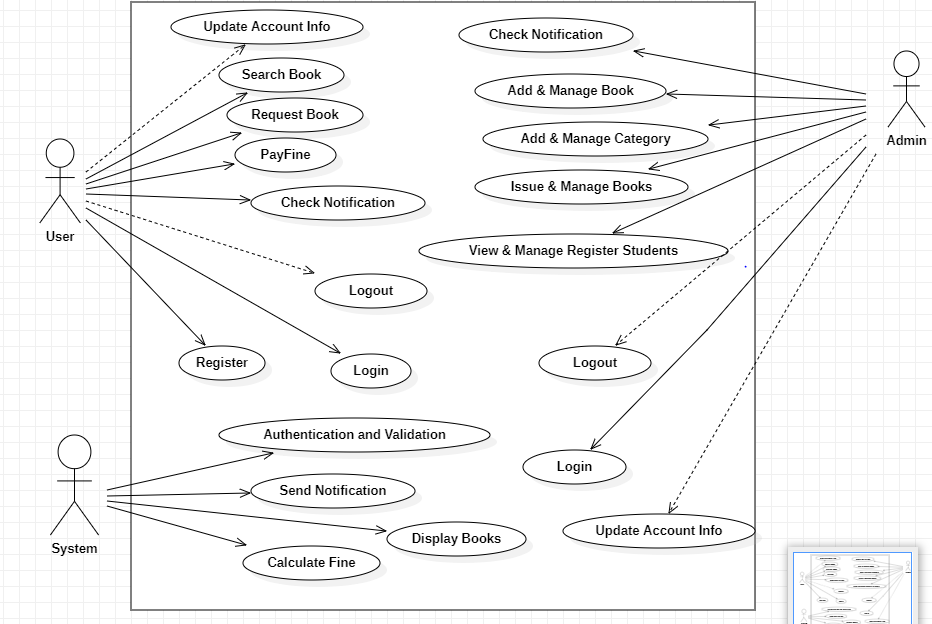 Update Account Info
Check Notification
Search Book
Add & Manage Book
Request Book
Add & Manage Category
Admin
PayFine
Issue & Manage Books
Check Notification
User
View & Manage Register Students
Logout
Register
Login
Logout
Authentication and Validation
Login
Send Notification
Display Books
Update Account Info
System
Calculate Fine